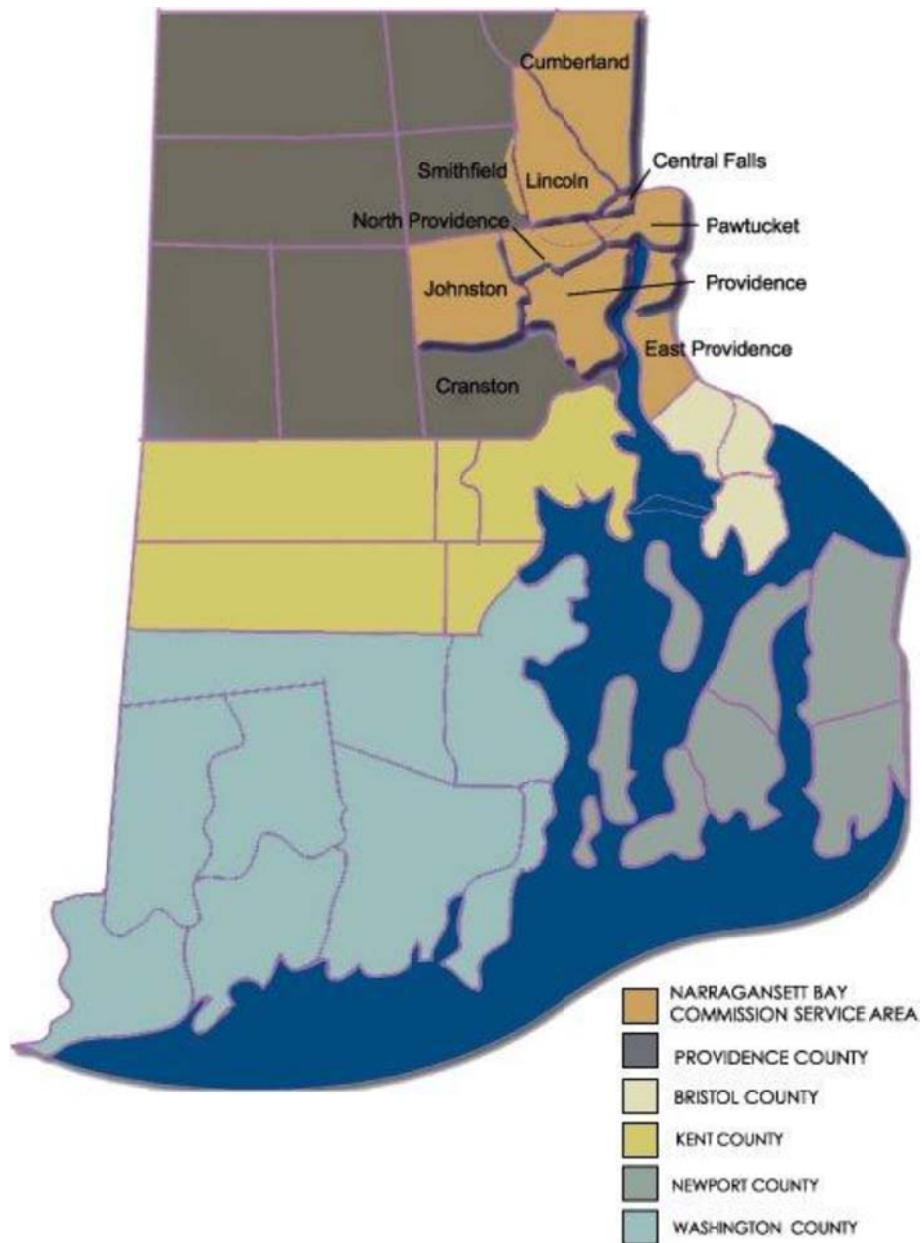 Cumberland
Central Falls
Smithfield
Lincoln
North Providence
Pawtucket
Johnston
Providence
East Providence
Cranston
NARRAGANSETT BAY
COMMISSION SERVICE AREA
PROVIDENCE COUNTY
BRISTOL COUNTY
KENT COUNTY
NEWPORT COUNTY
WASHINGTON COUNTY